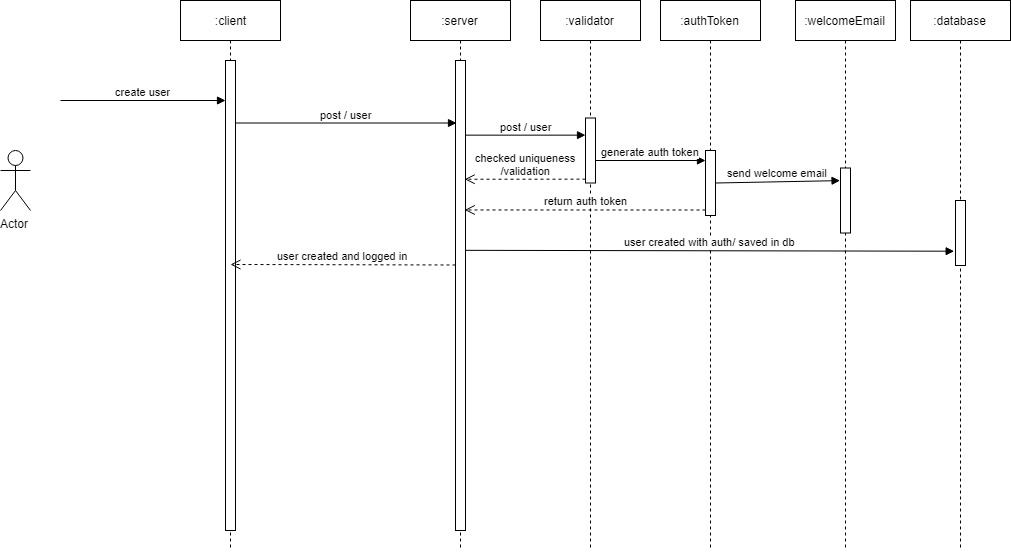 :client
:server
:validator
:authToken
:welcomeEmail
:database
create user
post / user
post / user
generate auth token
checked uniqueness
/validation
send welcome email
return auth token
Actor
user created with auth/ saved in db
user created and logged in